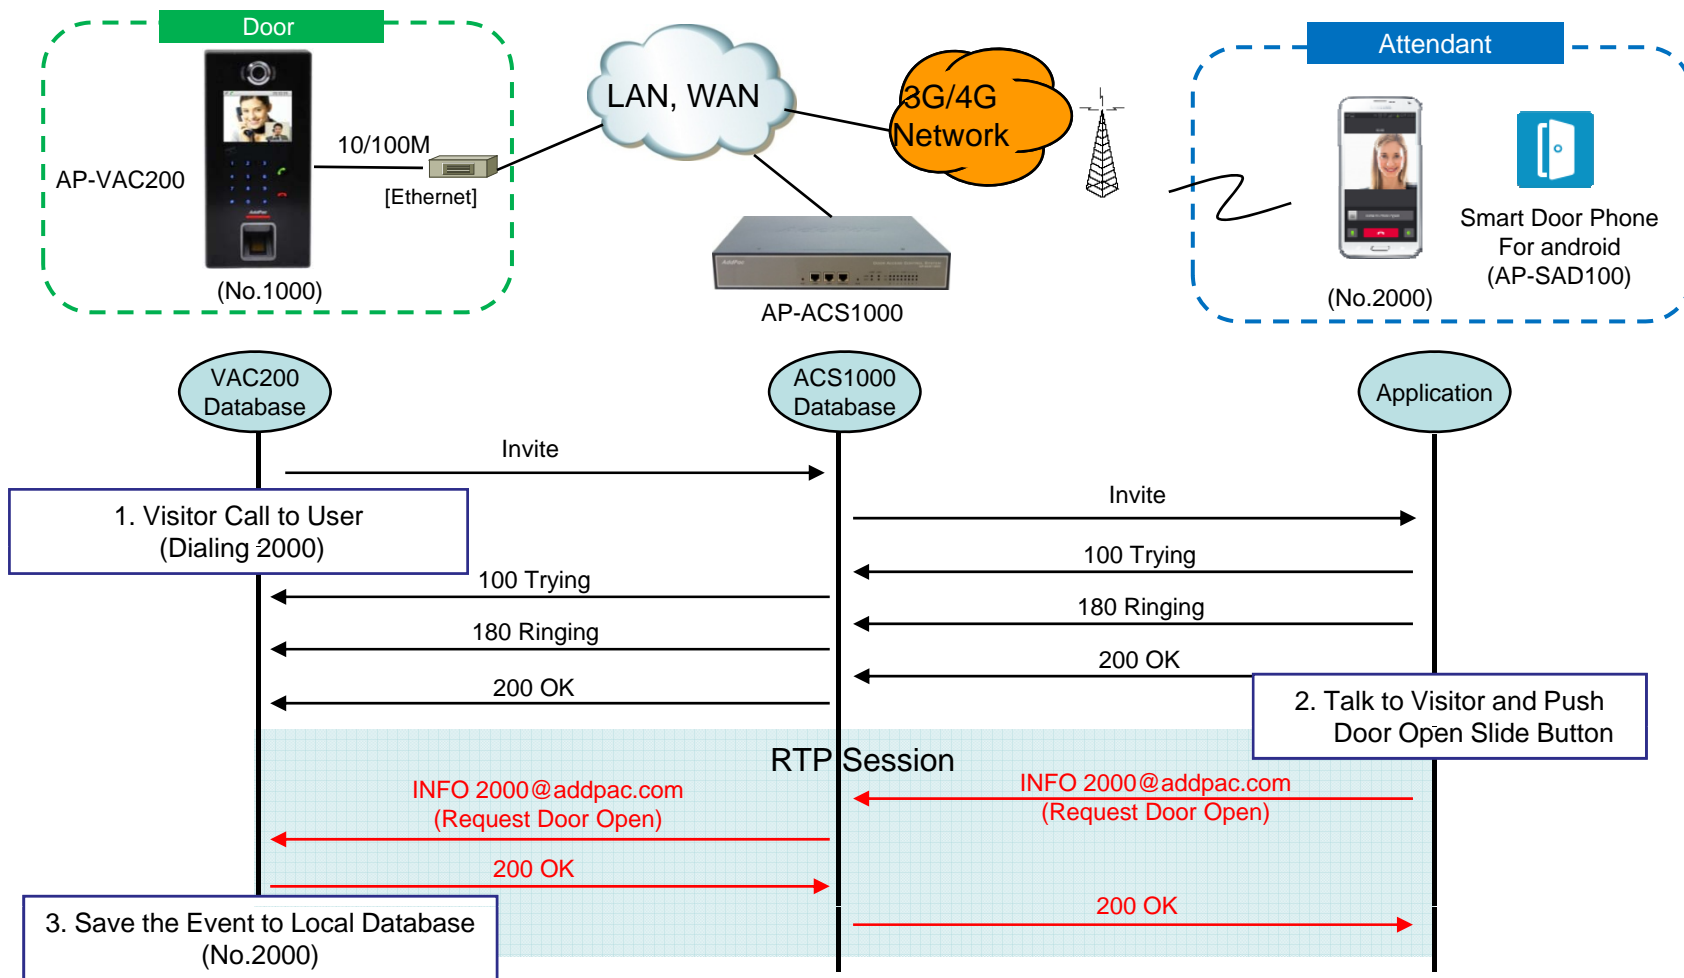 Door
Attendant
LAN, WAN
3G/4G
Network
10/100M
AP-VAC200
[Ethernet]
Smart Door Phone
For android
(AP-SAD100)
AddPac
AddPac
(No.1000)
(No.2000)
AP-ACS1000
VAC200
Database
ACS1000
Database
Application
Invite
Invite
1. Visitor Call to User
(Dialing 2000)
100 Trying
100 Trying
180 Ringing
180 Ringing
200 OK
200 OK
2. Talk to Visitor and Push
Door Open Slide Button
RTP Session
INFO 2000@addpac.com
(Request Door Open)
INFO 2000@addpac.com
(Request Door Open)
200 OK
200 OK
3. Save the Event to Local Database
(No.2000)